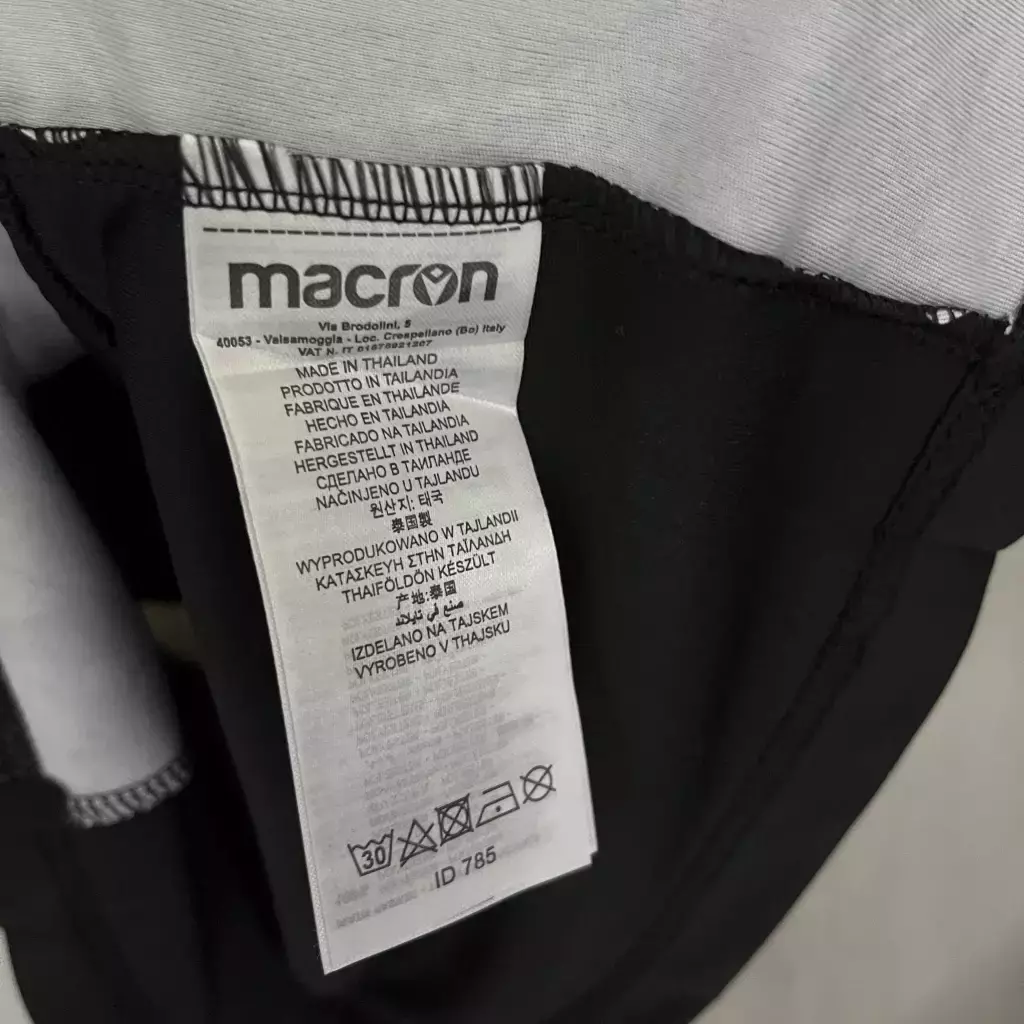 macron
Via Brodolini, 5
40053 - Valsamoggia - Loc. Crespellano (Bo) Italy
VAT N. IT 01678921207
MADE IN THAILAND
PRODOTTO IN TAILANDIA
FABRIQUE EN THAILANDE
HECHO EN TAILANDIA
FABRICADO NA TAILANDIA
HERGESTELLT IN THAILAND
СДЕЛАНО В ТАИЛАНДЕ
NAČINJENO U TAJLANDU
원산지: 태국
泰国製
WYPRODUKOWANO W TAJLANDII
ΚΑΤΑΣΚΕΥΗ ΣΤΗΝ ΤΑΪΛΑΝΔΗ
THAIFÖLDÖN KÉSZÜLT
产地:泰国
صنع في تايلاند
IZDELANO NA TAJSKEM
VYROBENO V THAJSKU
30
ID 785